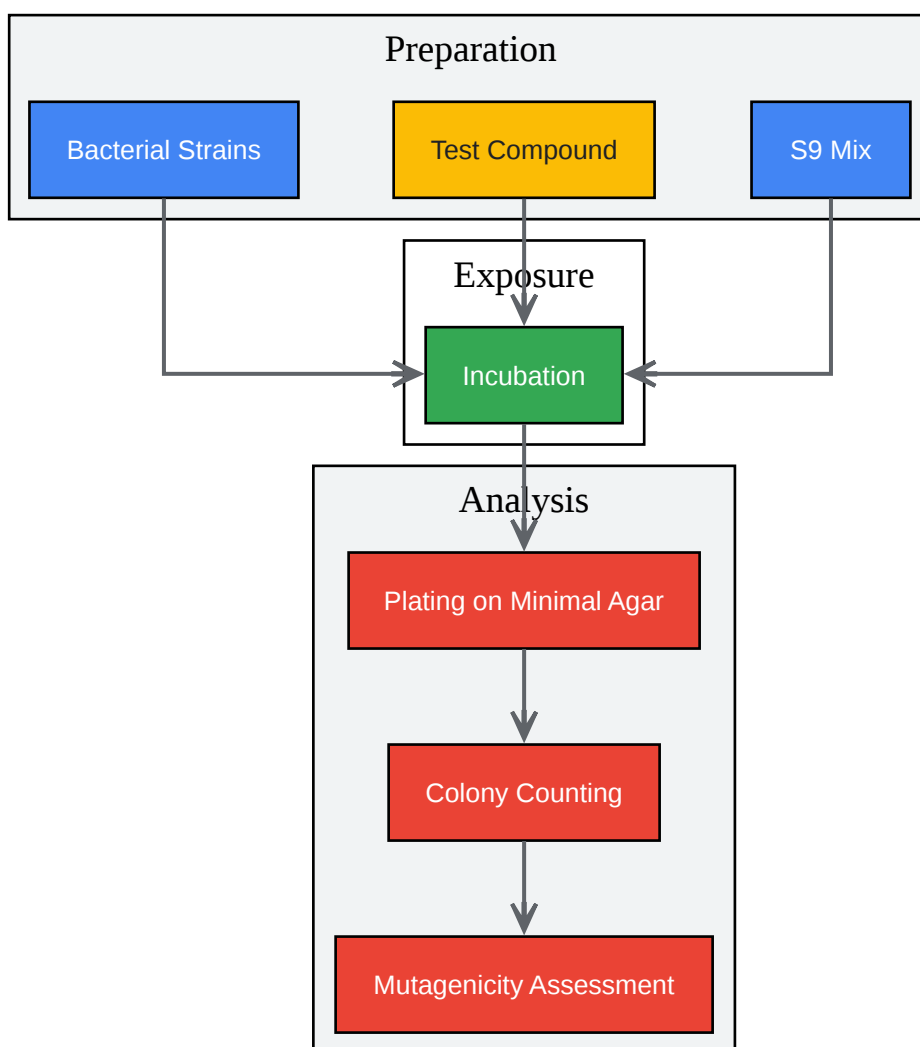 Preparation
Bacterial Strains
Test Compound
S9 Mix
Exposure
Incubation
Analysis
Plating on Minimal Agar
Colony Counting
Mutagenicity Assessment